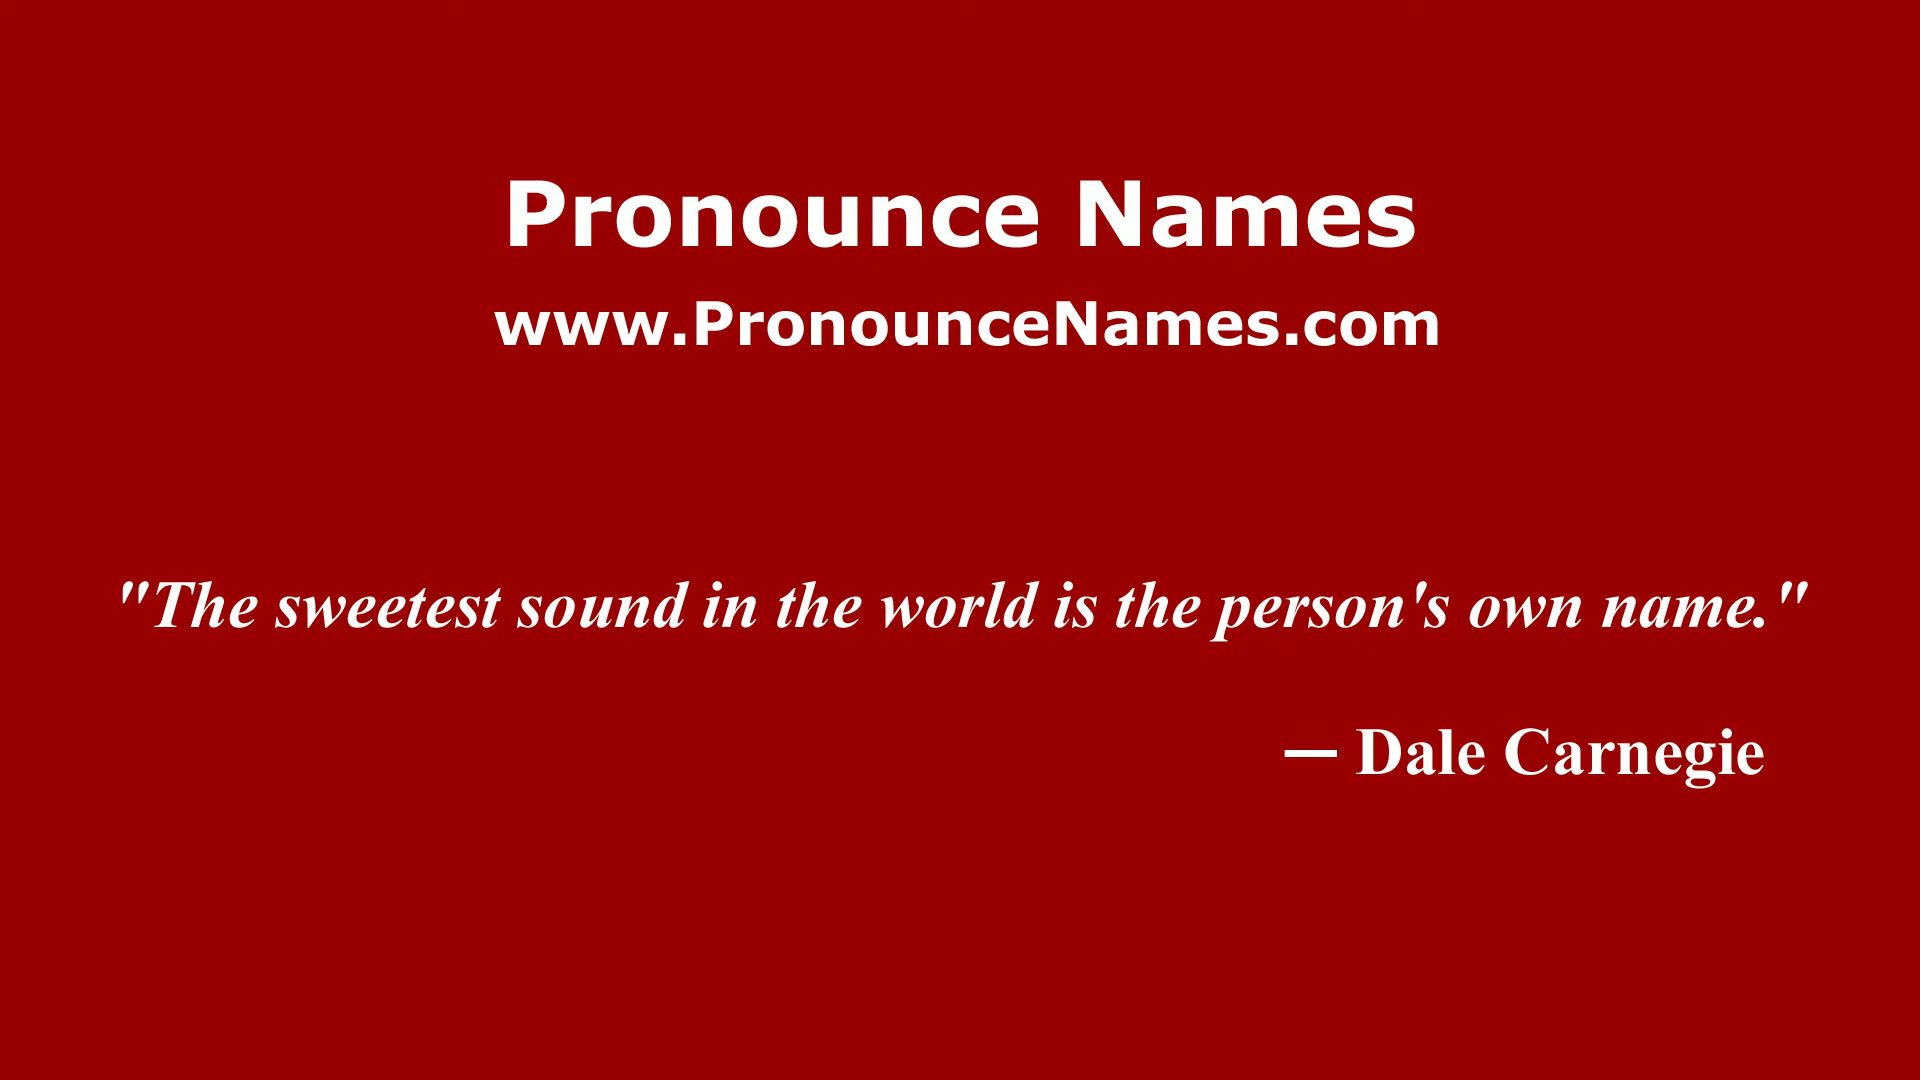 Pronounce Names
www.PronounceNames.com
"The sweetest sound in the world is the person's own name."
— Dale Carnegie